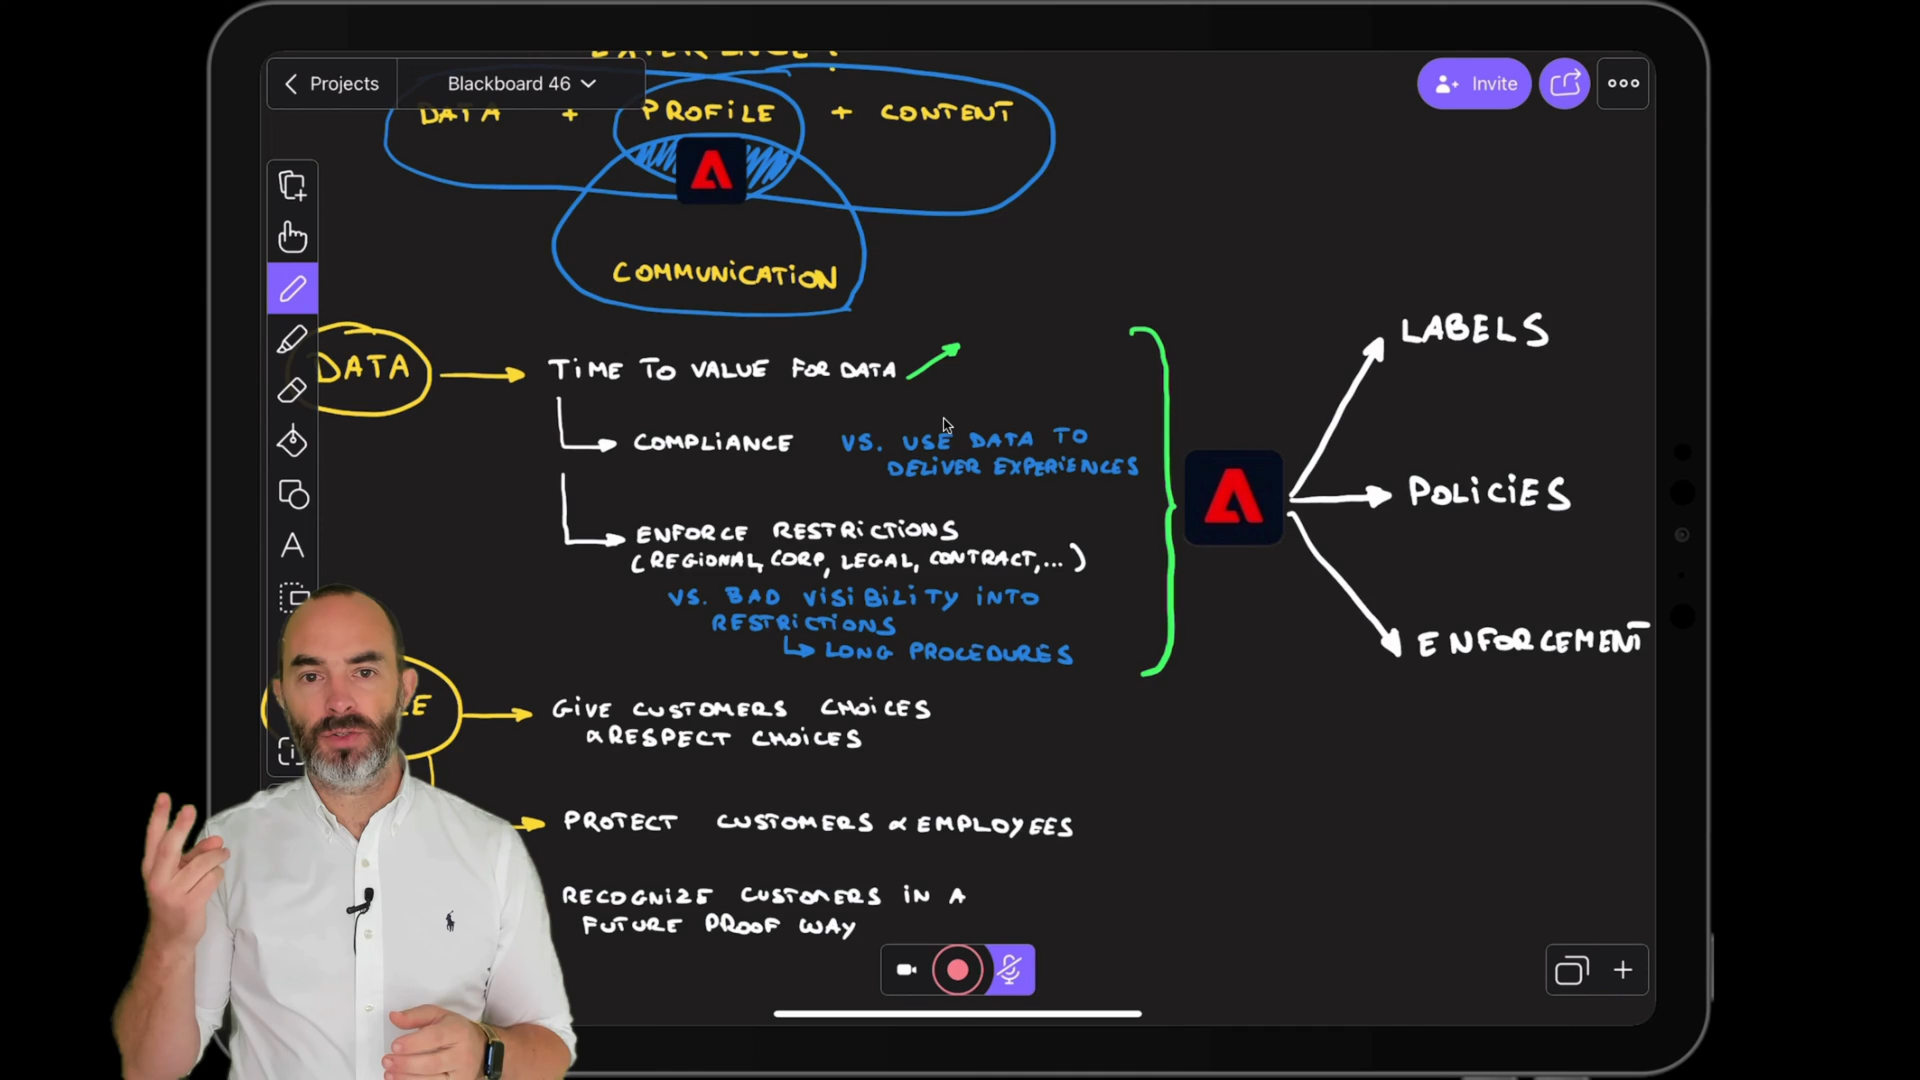 Projects
Blackboard 46
Invite
DATA + PROFILE + CONTENT
COMMUNICATION
DATA
TIME TO VALUE FOR DATA
COMPLIANCE VS. USE DATA TO
DELIVER EXPERIENCES
ENFORCE RESTRICTIONS
(REGIONAL, CORP, LEGAL, CONTRACT, ...)
VS. BAD VISIBILITY INTO
RESTRICTIONS
LONG PROCEDURES
LABELS
POLICIES
ENFORCEMENT
GIVE CUSTOMERS CHOICES
& RESPECT CHOICES
PROTECT CUSTOMERS & EMPLOYEES
RECOGNIZE CUSTOMERS IN A
FUTURE PROOF WAY